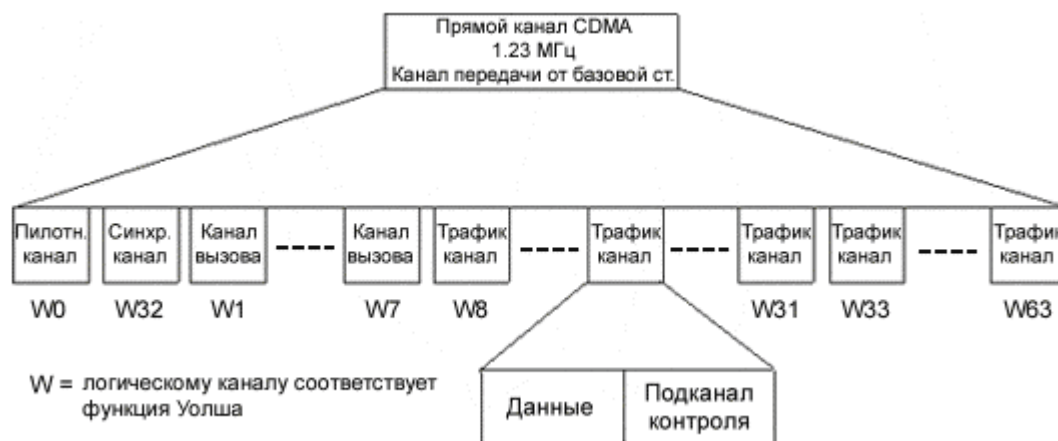 Прямой канал CDMA
1.23 МГц
Канал передачи от базовой ст.
Пилотн.
канал
Синхр.
канал
Канал
вызова
Канал
вызова
Трафик
канал
Трафик
канал
Трафик
канал
Трафик
канал
Трафик
канал
W0
W32
W1
W7
W8
W31
W33
W63
W = логическому каналу соответствует
функция Уолша
Данные
Подканал
контроля